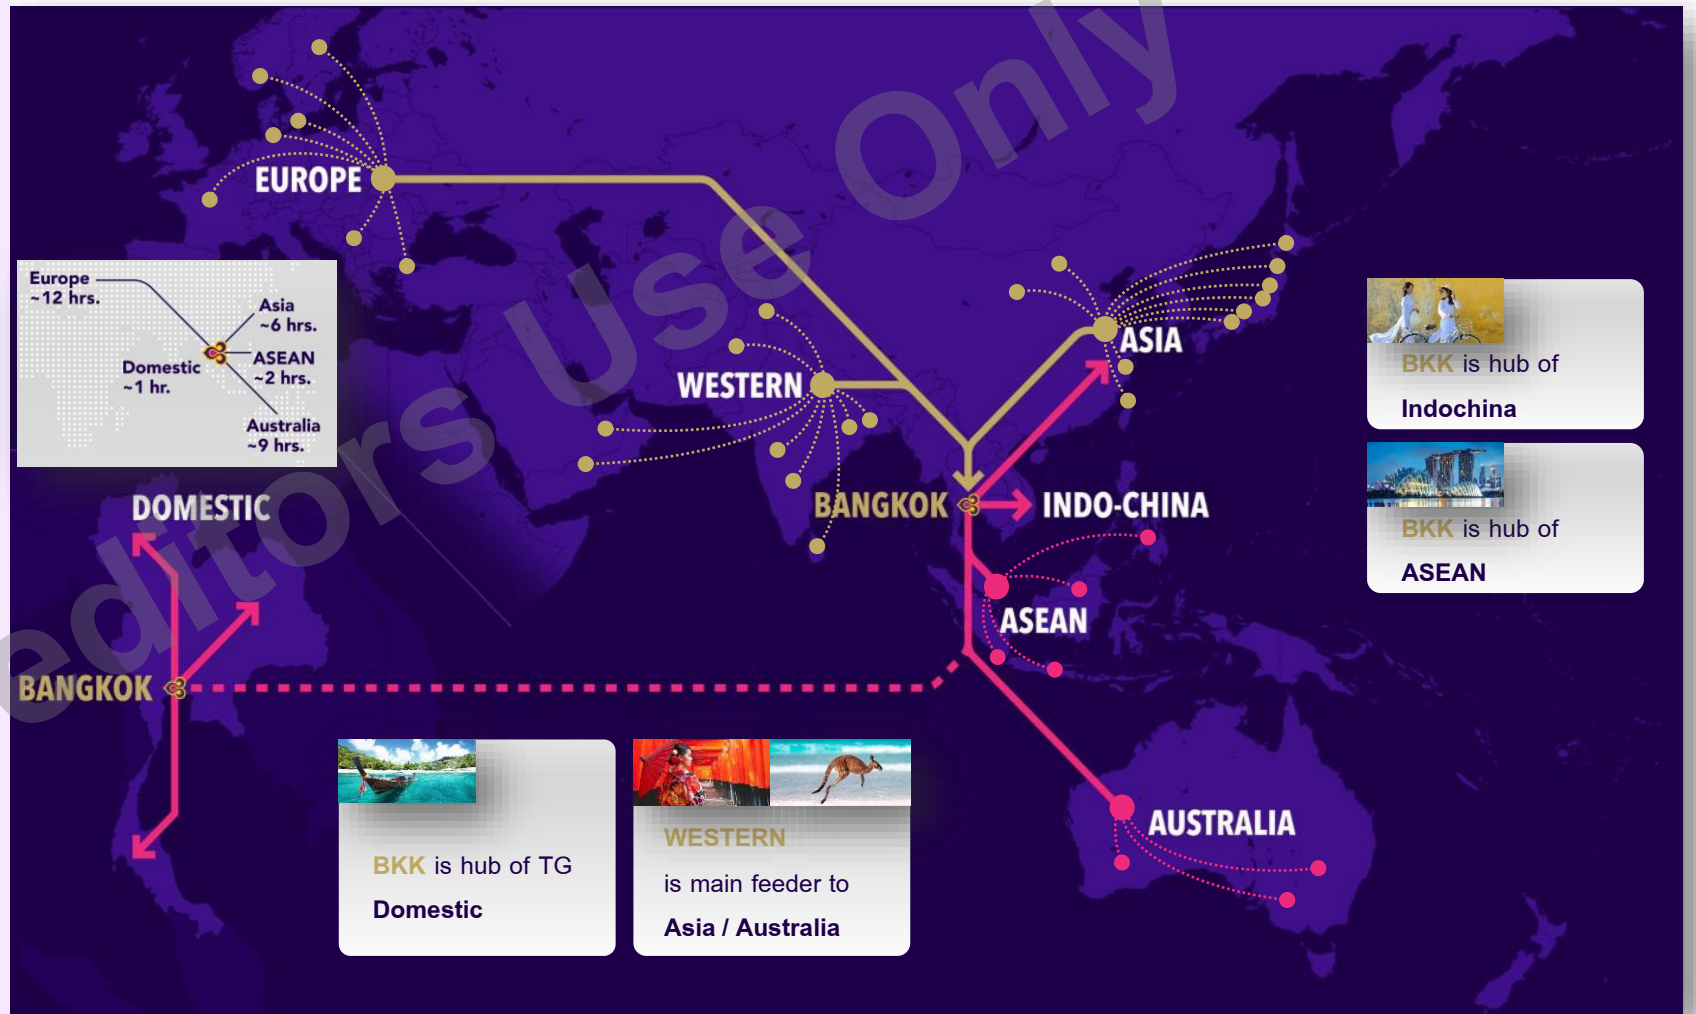 EUROPE
Europe
~12 hrs.
Asia
~6 hrs.
Domestic
~1 hr.
ASEAN
~2 hrs.
Australia
~9 hrs.
WESTERN
ASIA
BANGKOK
INDO-CHINA
ASEAN
AUSTRALIA
DOMESTIC
BANGKOK
BKK is hub of
Indochina
BKK is hub of
ASEAN
BKK is hub of TG
Domestic
WESTERN
is main feeder to
Asia / Australia
editors Use Only